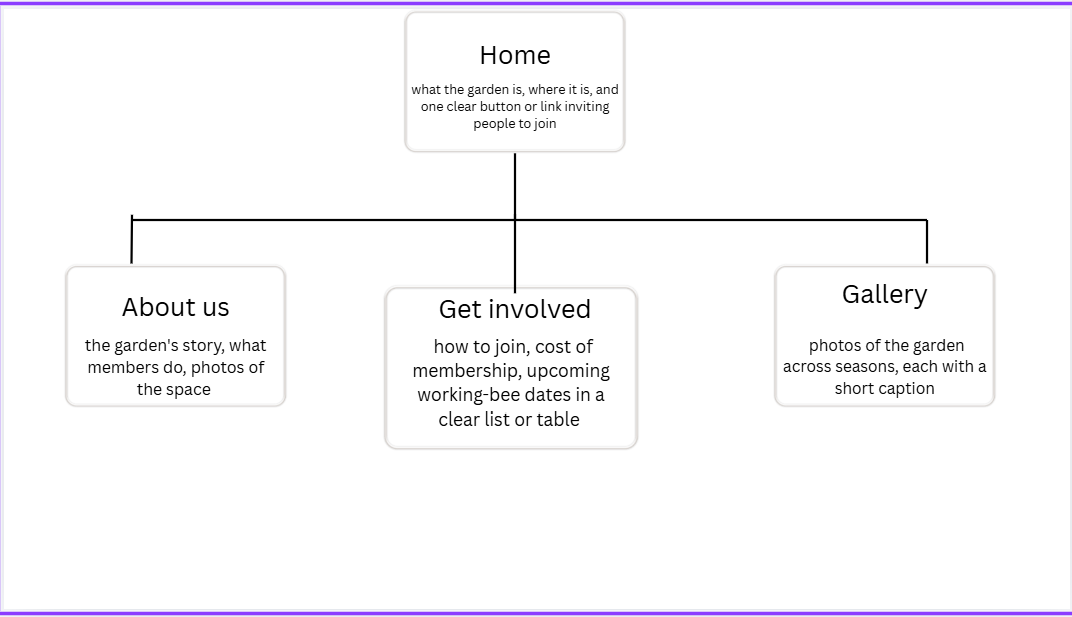 Home
what the garden is, where it is, and
one clear button or link inviting
people to join
About us
the garden's story, what
members do, photos of
the space
Get involved
how to join, cost of
membership, upcoming
working-bee dates in a
clear list or table
Gallery
photos of the garden
across seasons, each with a
short caption